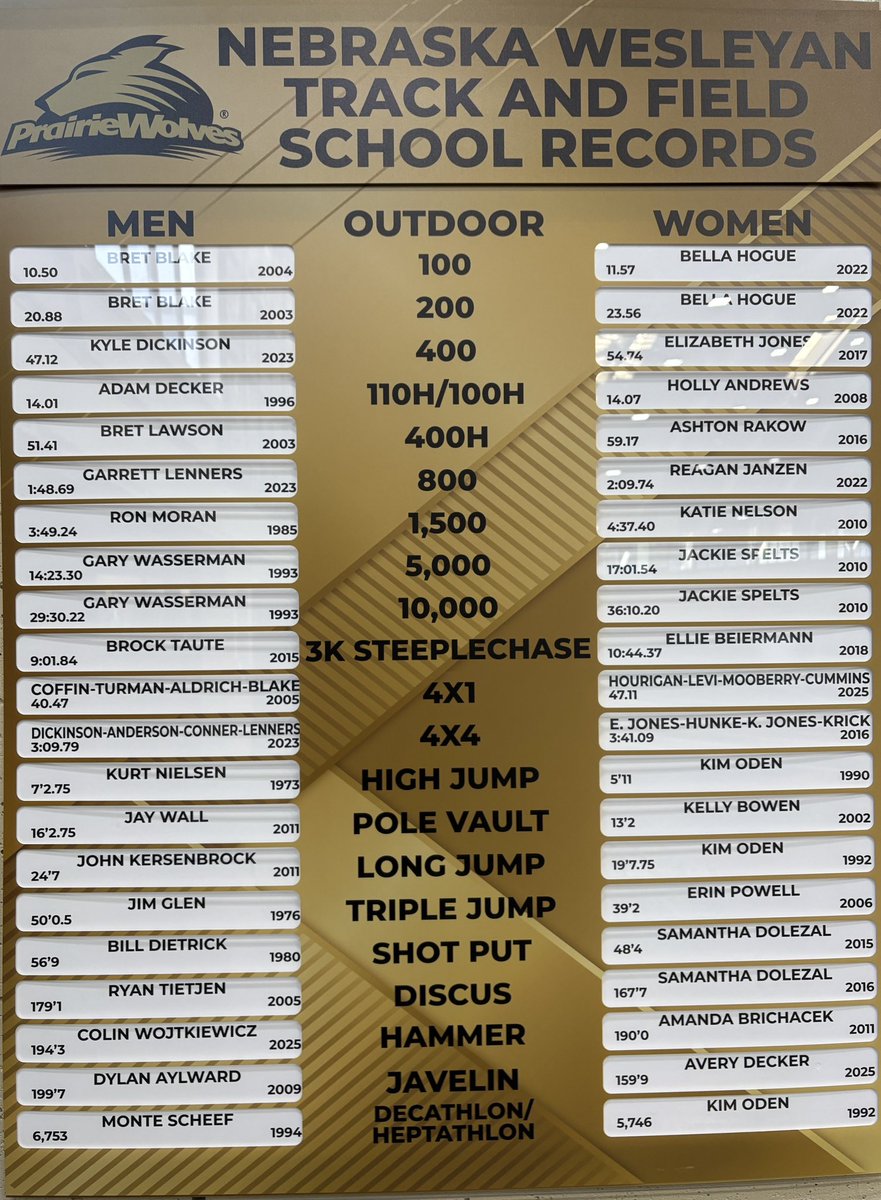 PrairieWolves®
NEBRASKA WESLEYAN
TRACK AND FIELD
SCHOOL RECORDS
MEN OUTDOOR WOMEN
BRET BLAKE 10.50 2004 100 BELLA HOGUE 11.57 2022
BRET BLAKE 20.88 2003 200 BELLA HOGUE 23.56 2022
KYLE DICKINSON 47.12 2023 400 ELIZABETH JONES 54.74 2017
ADAM DECKER 14.01 1996 110H/100H HOLLY ANDREWS 14.07 2008
BRET LAWSON 51.41 2003 400H ASHTON RAKOW 59.17 2016
GARRETT LENNERS 1:48.69 2023 800 REAGAN JANZEN 2:09.74 2022
RON MORAN 3:49.24 1985 1,500 KATIE NELSON 4:37.40 2010
GARY WASSERMAN 14:23.30 1993 5,000 JACKIE SPELTS 17:01.54 2010
GARY WASSERMAN 29:30.22 1993 10,000 JACKIE SPELTS 36:10.20 2010
BROCK TAUTE 9:01.84 2015 3K STEEPLECHASE ELLIE BEIERMANN 10:44.37 2018
COFFIN-TURMAN-ALDRICH-BLAKE 40.47 2005 4X1 HOURIGAN-LEVI-MOOBERRY-CUMMINS 47.11 2025
DICKINSON-ANDERSON-CONNER-LENNERS 3:09.79 2023 4X4 E. JONES-HUNKE-K. JONES-KRICK 3:41.09 2016
KURT NIELSEN 7'2.75 1973 HIGH JUMP KIM ODEN 5'11 1990
JAY WALL 16'2.75 2011 POLE VAULT KELLY BOWEN 13'2 2002
JOHN KERSENBROCK 24'7 2011 LONG JUMP KIM ODEN 19'7.75 1992
JIM GLEN 50'0.5 1976 TRIPLE JUMP ERIN POWELL 39'2 2006
BILL DIETRICK 56'9 1980 SHOT PUT SAMANTHA DOLEZAL 48'4 2015
RYAN TIETJEN 179'1 2005 DISCUS SAMANTHA DOLEZAL 167'7 2016
COLIN WOJTKIEWICZ 194'3 2025 HAMMER AMANDA BRICHACEK 190'0 2011
DYLAN AYLWARD 199'7 2009 JAVELIN AVERY DECKER 159'9 2025
MONTE SCHEEF 6,753 1994 DECATHLON/ HEPTATHLON KIM ODEN 5,746 1992